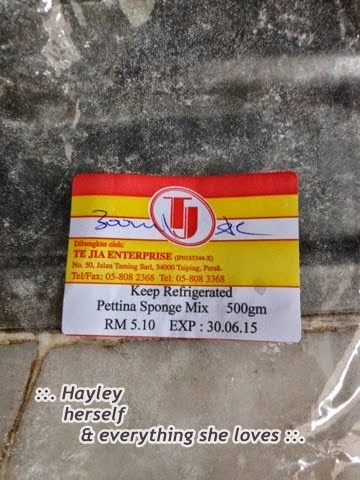 TJ
Dibungkus oleh:
TE JIA ENTERPRISE (IP0185344-X)
No. 50, Jalan Taming Sari, 34000 Taiping, Perak.
Tel/Fax: 05-808 2368 Tel: 05-808 3368
Keep Refrigerated
Pettina Sponge Mix 500gm
RM 5.10 EXP : 30.06.15
::. Hayley
herself
& everything she loves ::.